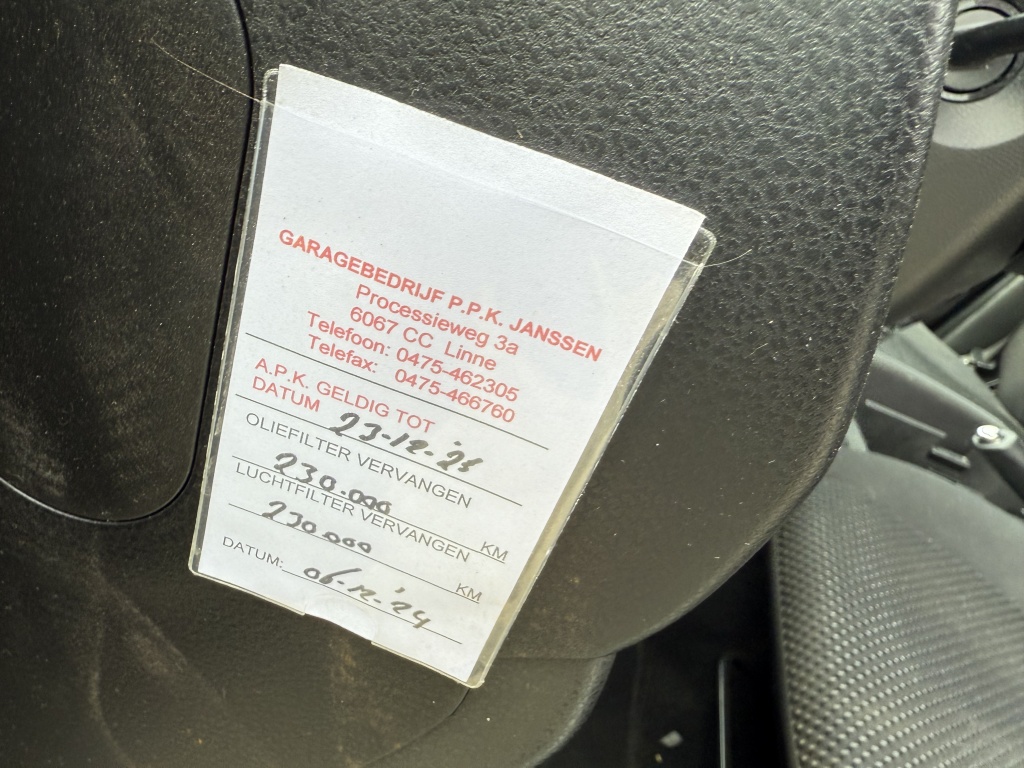 GARAGEBEDRIJF P.P.K. JANSSEN
Processieweg 3a
6067 CC Linne
Telefoon: 0475-462305
Telefax: 0475-466760
A.P.K. GELDIG TOT
DATUM 23-12-'25
OLIEFILTER VERVANGEN
230.000 KM
LUCHTFILTER VERVANGEN
230.000 KM
DATUM: 06-12-'24